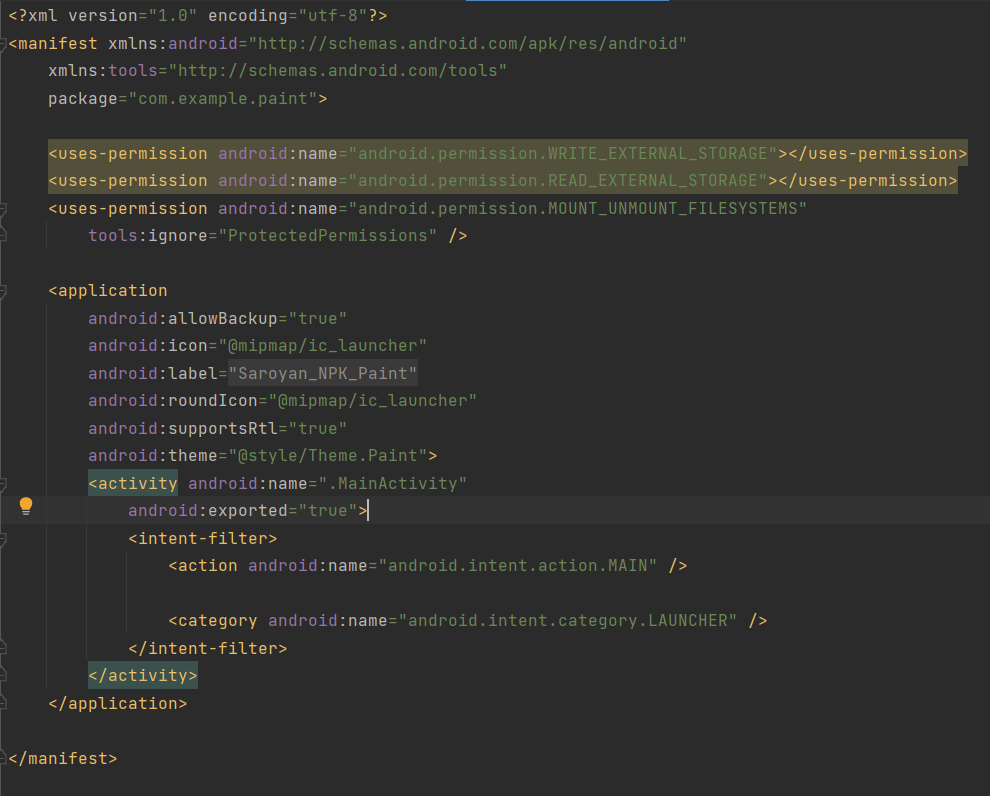 <?xml version="1.0" encoding="utf-8"?>
<manifest xmlns:android="http://schemas.android.com/apk/res/android"
    xmlns:tools="http://schemas.android.com/tools"
    package="com.example.paint">

    <uses-permission android:name="android.permission.WRITE_EXTERNAL_STORAGE"></uses-permission>
    <uses-permission android:name="android.permission.READ_EXTERNAL_STORAGE"></uses-permission>
    <uses-permission android:name="android.permission.MOUNT_UNMOUNT_FILESYSTEMS"
        tools:ignore="ProtectedPermissions" />

    <application
        android:allowBackup="true"
        android:icon="@mipmap/ic_launcher"
        android:label="Saroyan_NPK_Paint"
        android:roundIcon="@mipmap/ic_launcher"
        android:supportsRtl="true"
        android:theme="@style/Theme.Paint">
        <activity android:name=".MainActivity"
            android:exported="true">
            <intent-filter>
                <action android:name="android.intent.action.MAIN" />

                <category android:name="android.intent.category.LAUNCHER" />
            </intent-filter>
        </activity>
    </application>

</manifest>